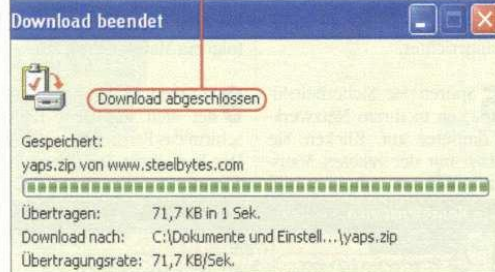 Download beendet
Download abgeschlossen
Gespeichert:
yaps.zip von www.steelbytes.com
Übertragen: 71,7 KB in 1 Sek.
Download nach: C:\Dokumente und Einstell...\yaps.zip
Übertragungsrate: 71,7 KB/Sek.